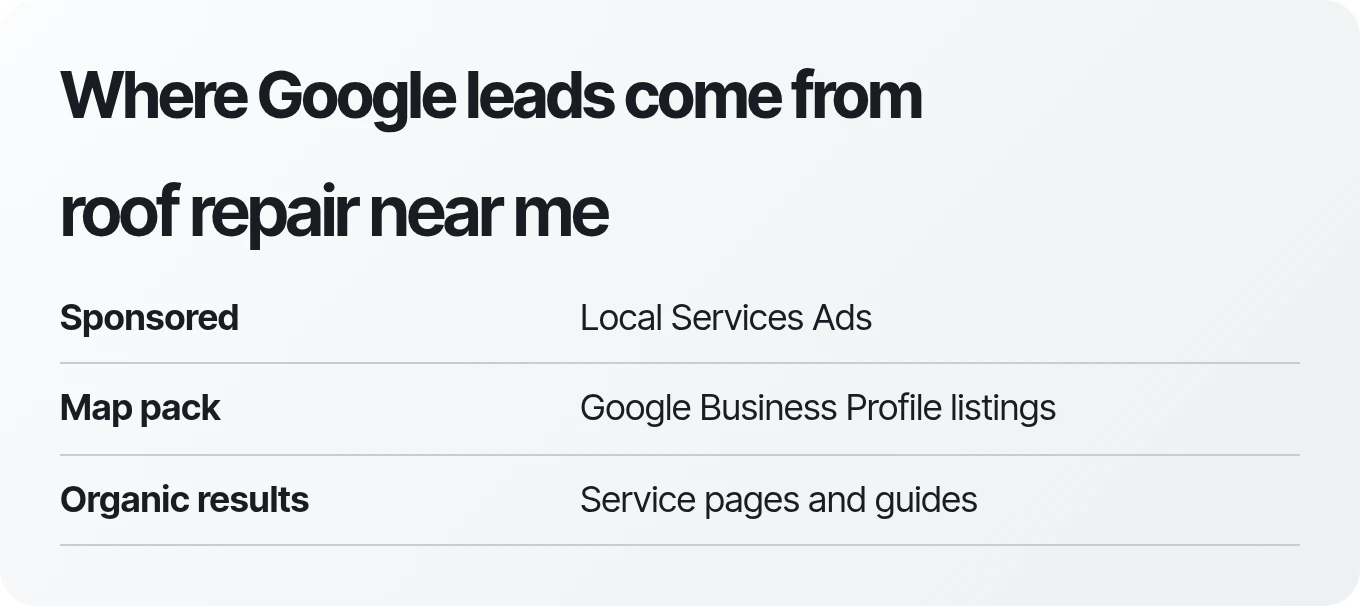 Where Google leads come from
roof repair near me
Sponsored Local Services Ads
Map pack Google Business Profile listings
Organic results Service pages and guides